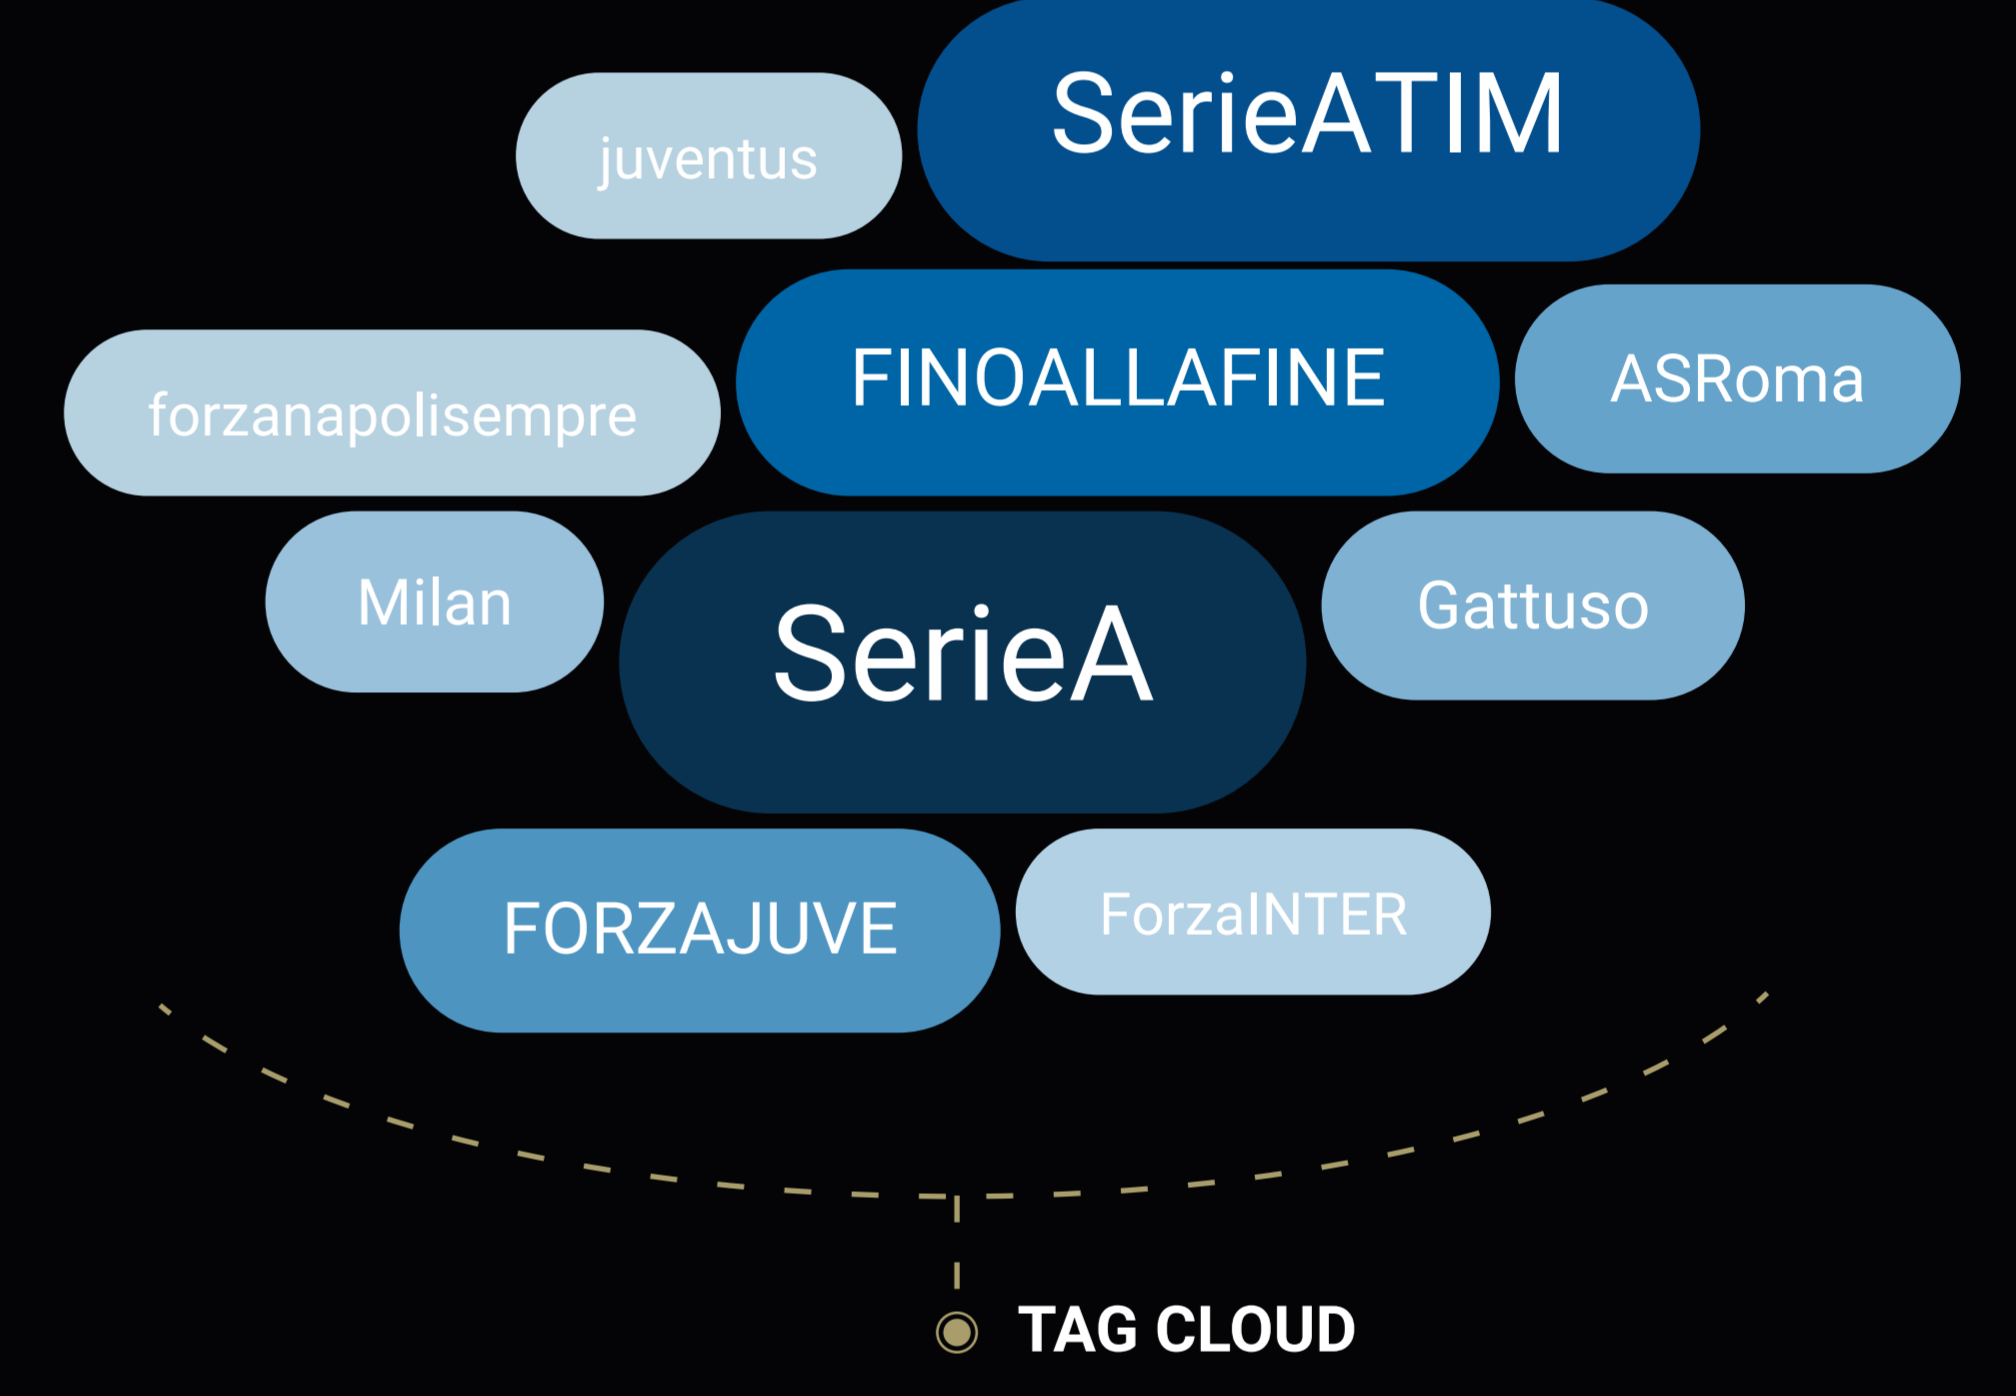 SerieATIM
juventus
FINOALLAFINE
ASRoma
forzanapolisempre
Milan
SerieA
Gattuso
FORZAJUVE
ForzaINTER
TAG CLOUD